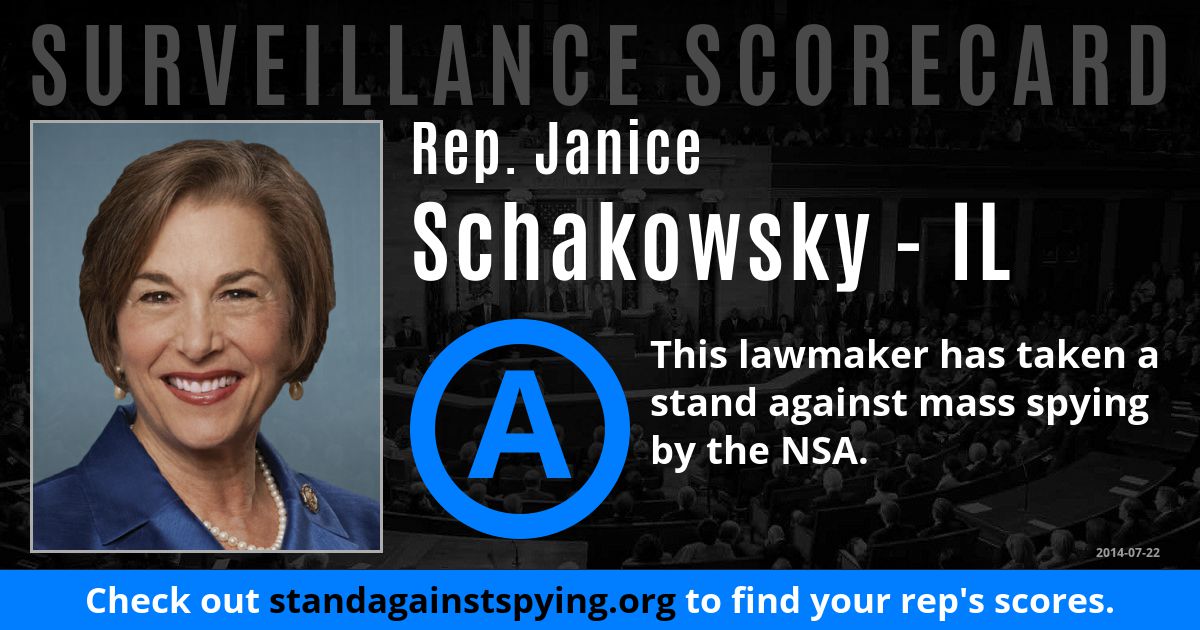 SURVEILLANCE SCORECARD
Rep. Janice
Schakowsky - IL
A
This lawmaker has taken a
stand against mass spying
by the NSA.
2014-07-22
Check out standagainstspying.org to find your rep's scores.